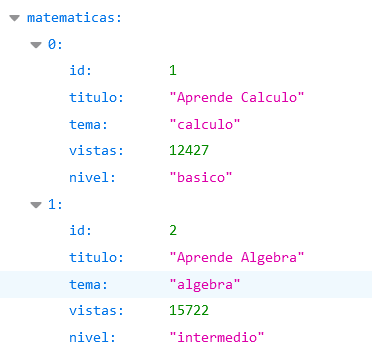 matematicas:
0:
id: 1
titulo: "Aprende Calculo"
tema: "calculo"
vistas: 12427
nivel: "basico"
1:
id: 2
titulo: "Aprende Algebra"
tema: "algebra"
vistas: 15722
nivel: "intermedio"